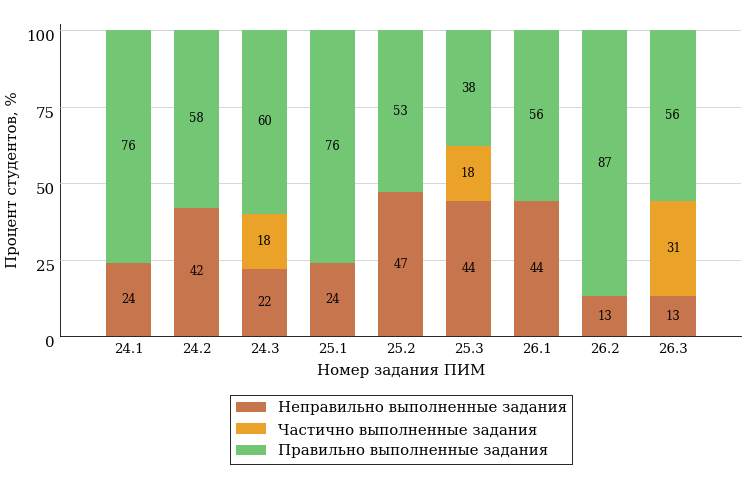 100
75
50
25
0
Процент студентов, %
76 58 60 76 53 38 56 87 56
18 18 31
24 42 22 24 47 44 44 13 13
24.1 24.2 24.3 25.1 25.2 25.3 26.1 26.2 26.3
Номер задания ПИМ
Неправильно выполненные задания
Частично выполненные задания
Правильно выполненные задания